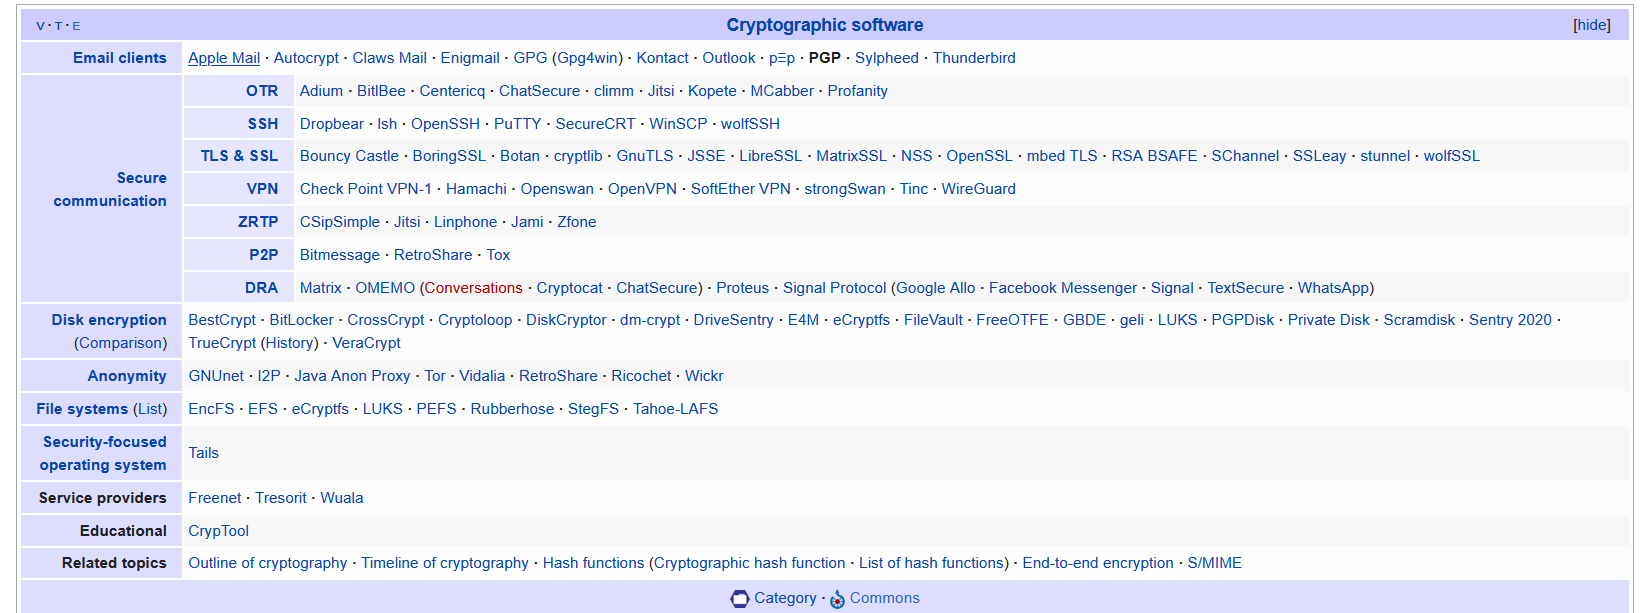 V · T · E Cryptographic software [hide]
Email clients Apple Mail · Autocrypt · Claws Mail · Enigmail · GPG (Gpg4win) · Kontact · Outlook · p≡p · PGP · Sylpheed · Thunderbird
Secure communication
OTR Adium · BitlBee · Centericq · ChatSecure · climm · Jitsi · Kopete · MCabber · Profanity
SSH Dropbear · lsh · OpenSSH · PuTTY · SecureCRT · WinSCP · wolfSSH
TLS & SSL Bouncy Castle · BoringSSL · Botan · cryptlib · GnuTLS · JSSE · LibreSSL · MatrixSSL · NSS · OpenSSL · mbed TLS · RSA BSAFE · SChannel · SSLeay · stunnel · wolfSSL
VPN Check Point VPN-1 · Hamachi · Openswan · OpenVPN · SoftEther VPN · strongSwan · Tinc · WireGuard
ZRTP CSipSimple · Jitsi · Linphone · Jami · Zfone
P2P Bitmessage · RetroShare · Tox
DRA Matrix · OMEMO (Conversations · Cryptocat · ChatSecure) · Proteus · Signal Protocol (Google Allo · Facebook Messenger · Signal · TextSecure · WhatsApp)
Disk encryption (Comparison) BestCrypt · BitLocker · CrossCrypt · Cryptoloop · DiskCryptor · dm-crypt · DriveSentry · E4M · eCryptfs · FileVault · FreeOTFE · GBDE · geli · LUKS · PGPDisk · Private Disk · Scramdisk · Sentry 2020 ·
TrueCrypt (History) · VeraCrypt
Anonymity GNUnet · I2P · Java Anon Proxy · Tor · Vidalia · RetroShare · Ricochet · Wickr
File systems (List) EncFS · EFS · eCryptfs · LUKS · PEFS · Rubberhose · StegFS · Tahoe-LAFS
Security-focused operating system Tails
Service providers Freenet · Tresorit · Wuala
Educational CrypTool
Related topics Outline of cryptography · Timeline of cryptography · Hash functions (Cryptographic hash function · List of hash functions) · End-to-end encryption · S/MIME
Category · Commons